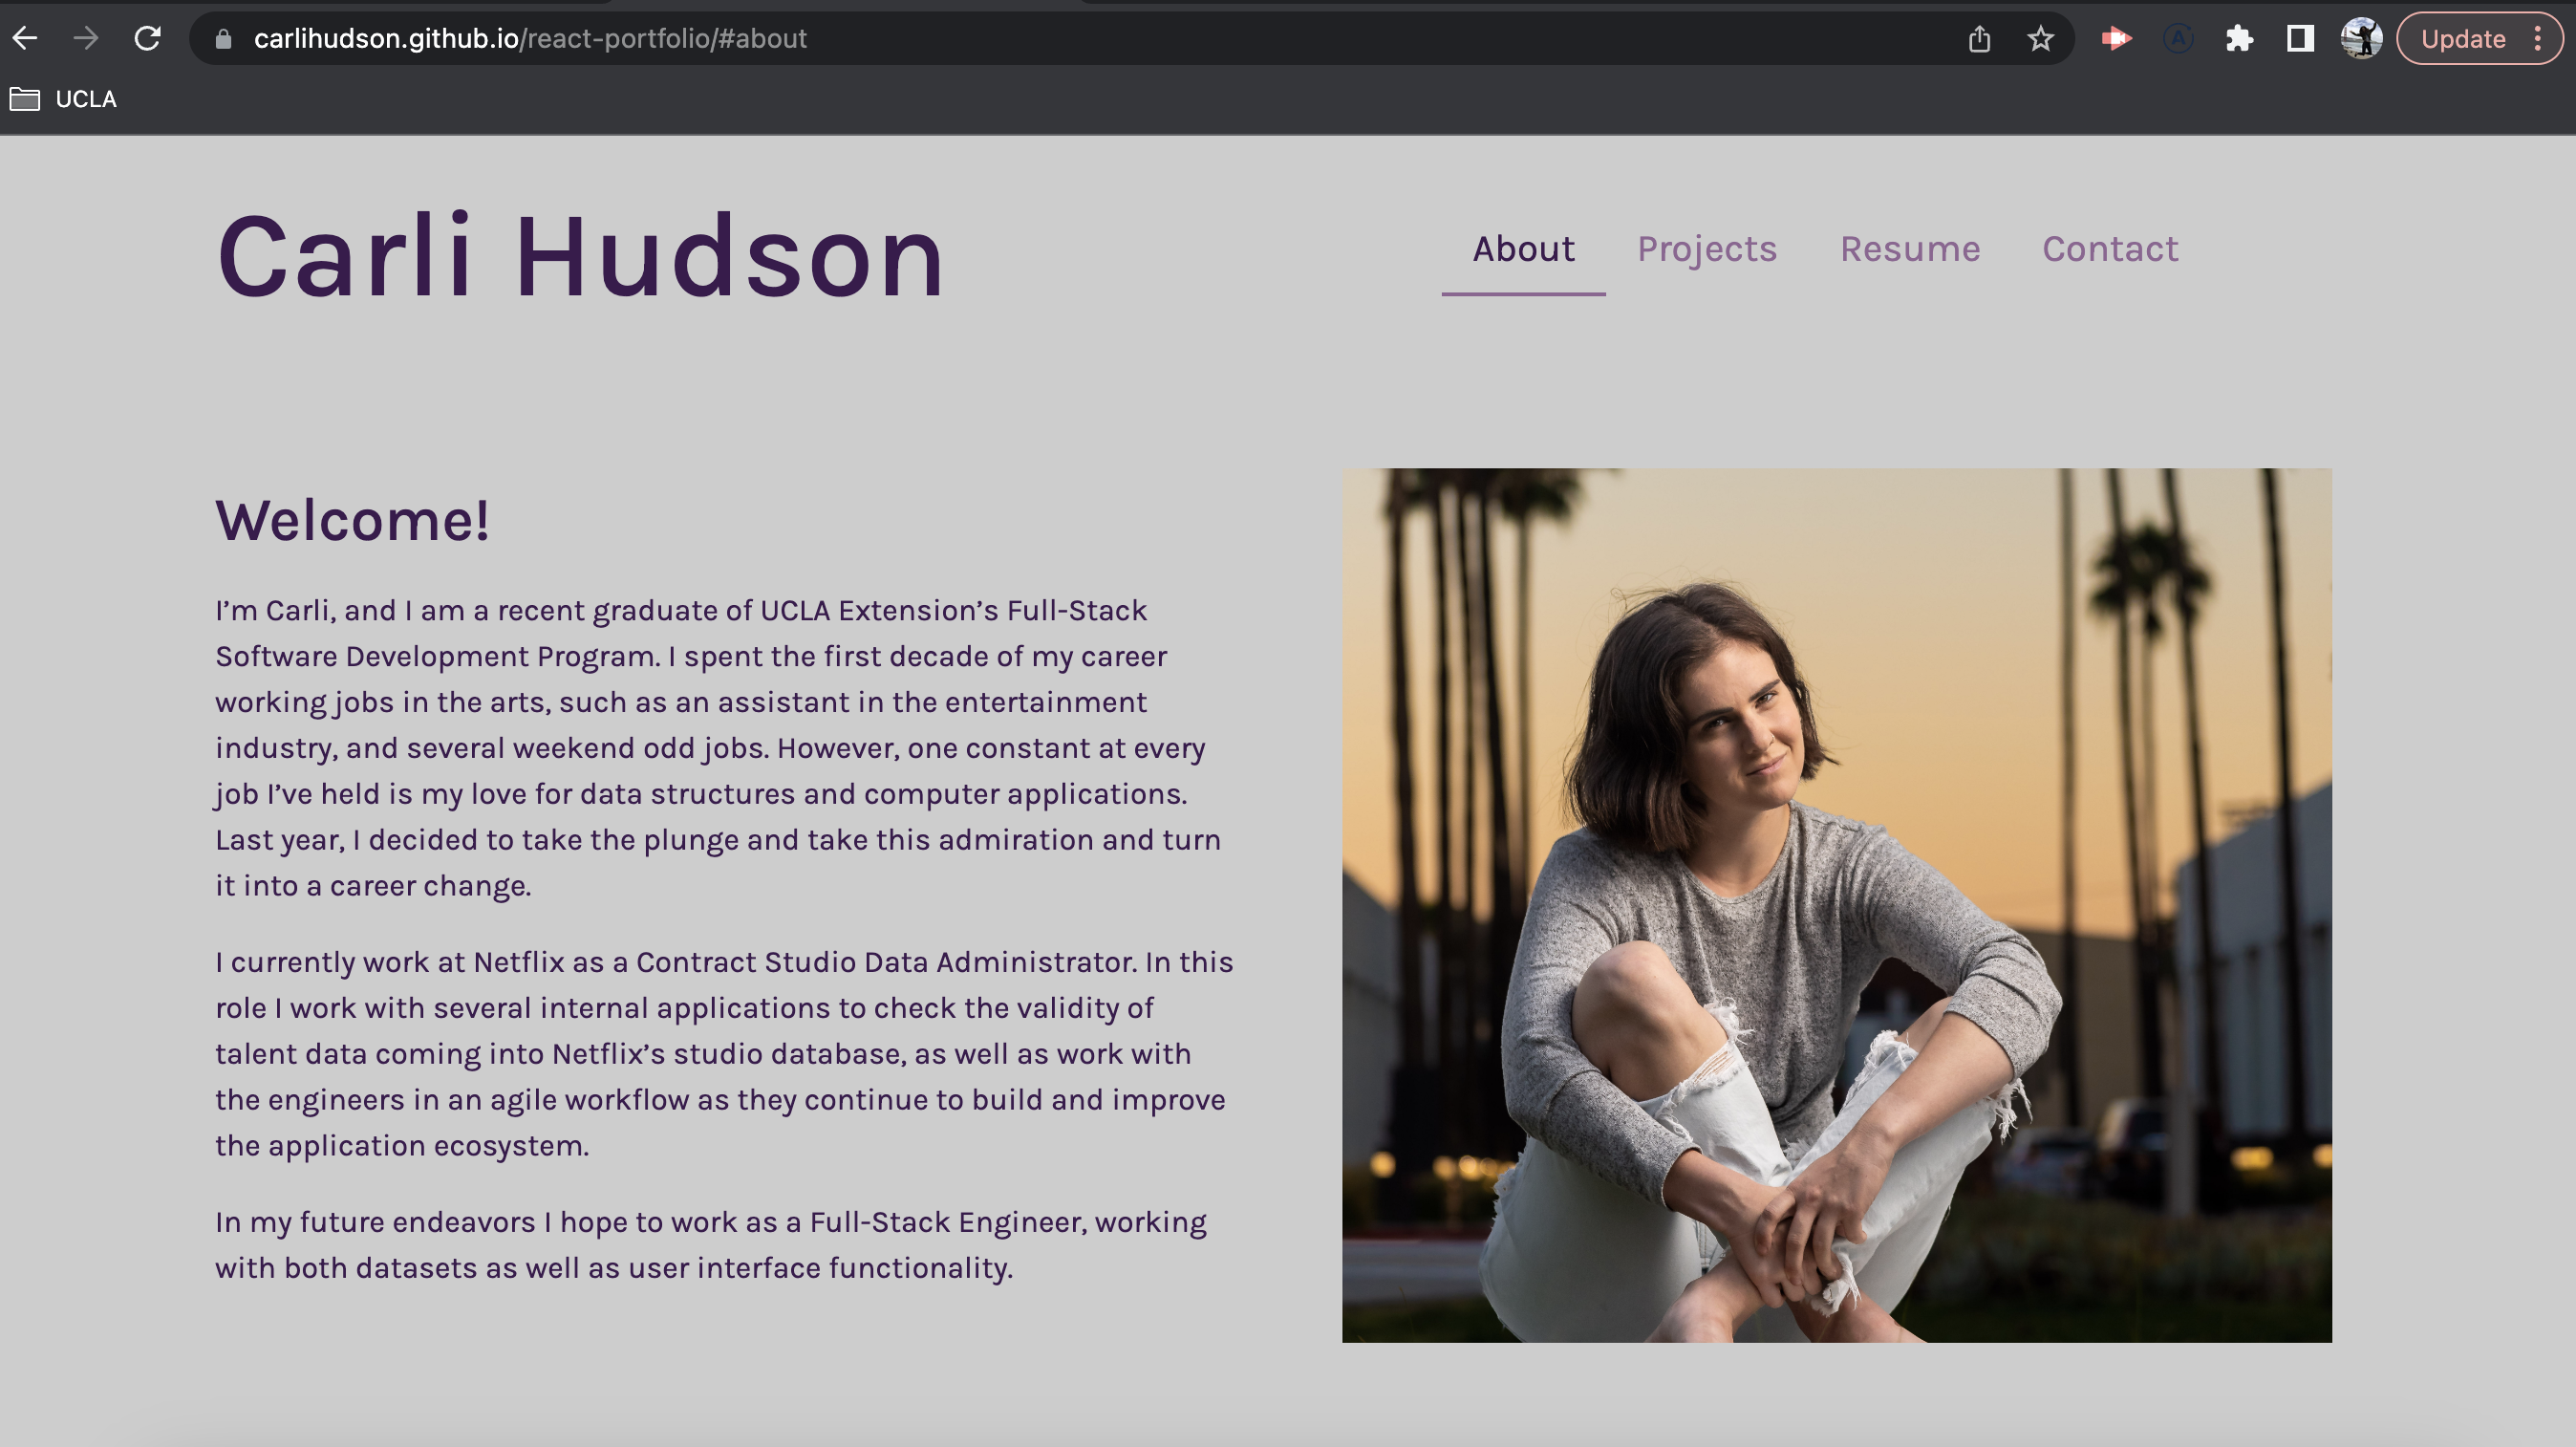 carlihudson.github.io/react-portfolio/#about
Update
UCLA
Carli Hudson
About
Projects
Resume
Contact
Welcome!
I’m Carli, and I am a recent graduate of UCLA Extension’s Full-Stack
Software Development Program. I spent the first decade of my career
working jobs in the arts, such as an assistant in the entertainment
industry, and several weekend odd jobs. However, one constant at every
job I’ve held is my love for data structures and computer applications.
Last year, I decided to take the plunge and take this admiration and turn
it into a career change.
I currently work at Netflix as a Contract Studio Data Administrator. In this
role I work with several internal applications to check the validity of
talent data coming into Netflix’s studio database, as well as work with
the engineers in an agile workflow as they continue to build and improve
the application ecosystem.
In my future endeavors I hope to work as a Full-Stack Engineer, working
with both datasets as well as user interface functionality.